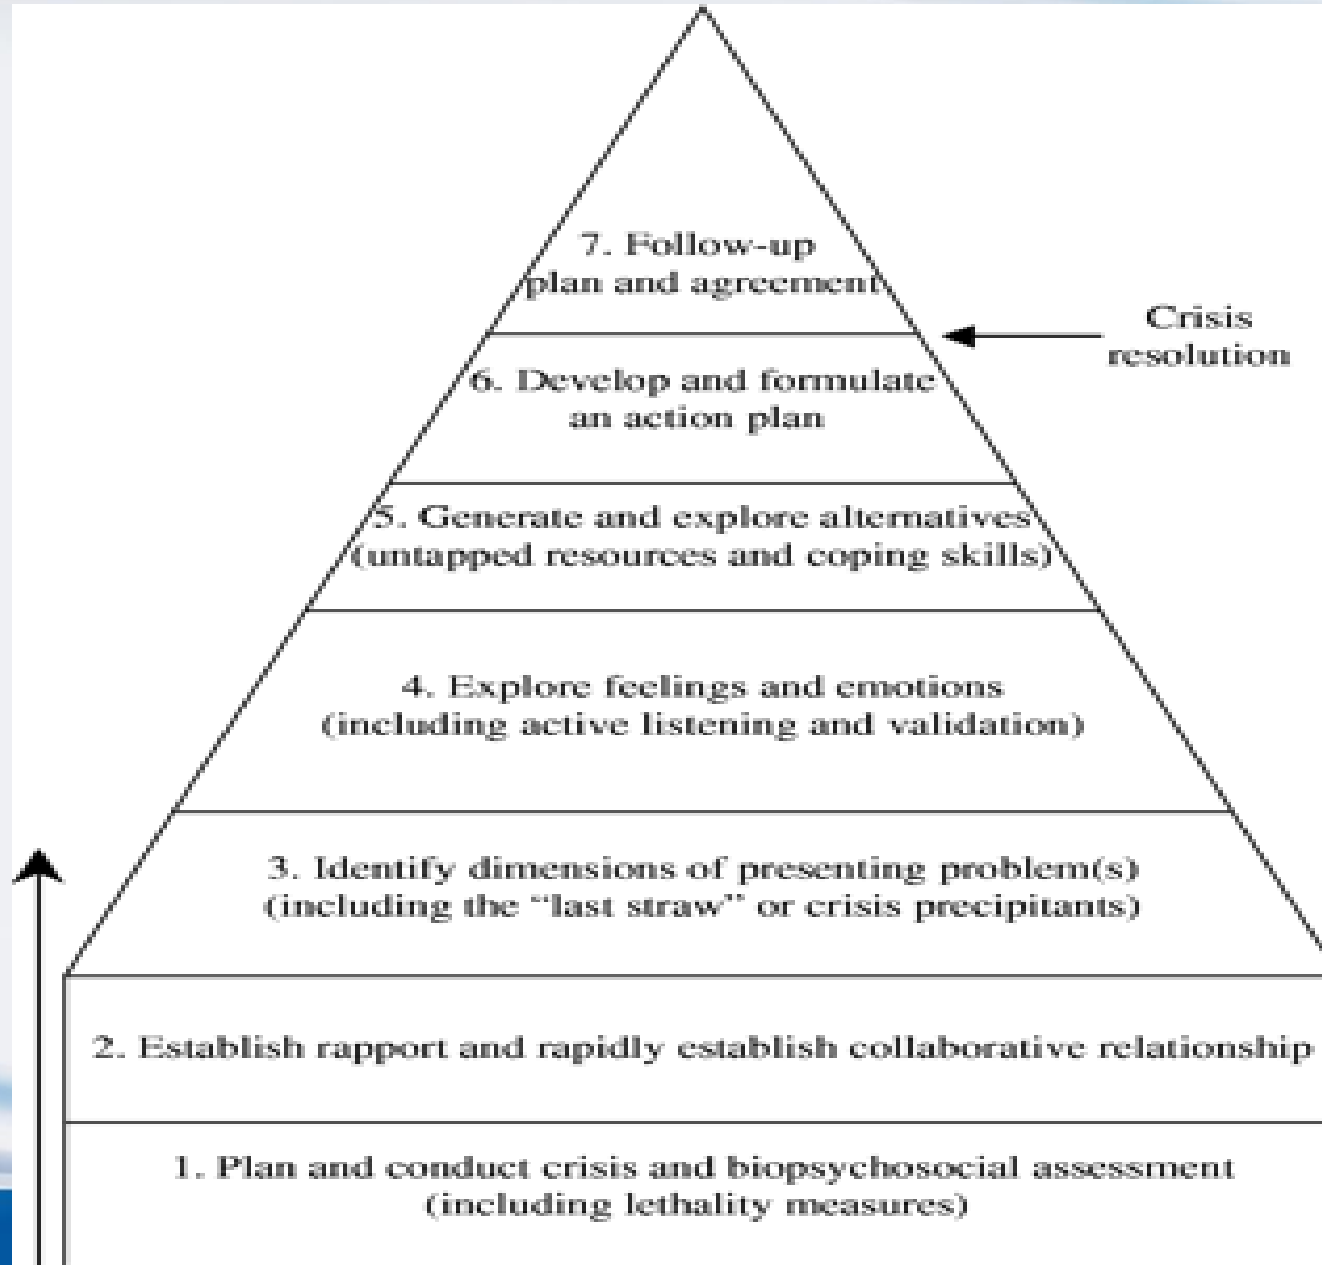 7. Follow-up
plan and agreement
Crisis
resolution
6. Develop and formulate
an action plan
5. Generate and explore alternatives
(untapped resources and coping skills)
4. Explore feelings and emotions
(including active listening and validation)
3. Identify dimensions of presenting problem(s)
(including the “last straw” or crisis precipitants)
2. Establish rapport and rapidly establish collaborative relationship
1. Plan and conduct crisis and biopsychosocial assessment
(including lethality measures)